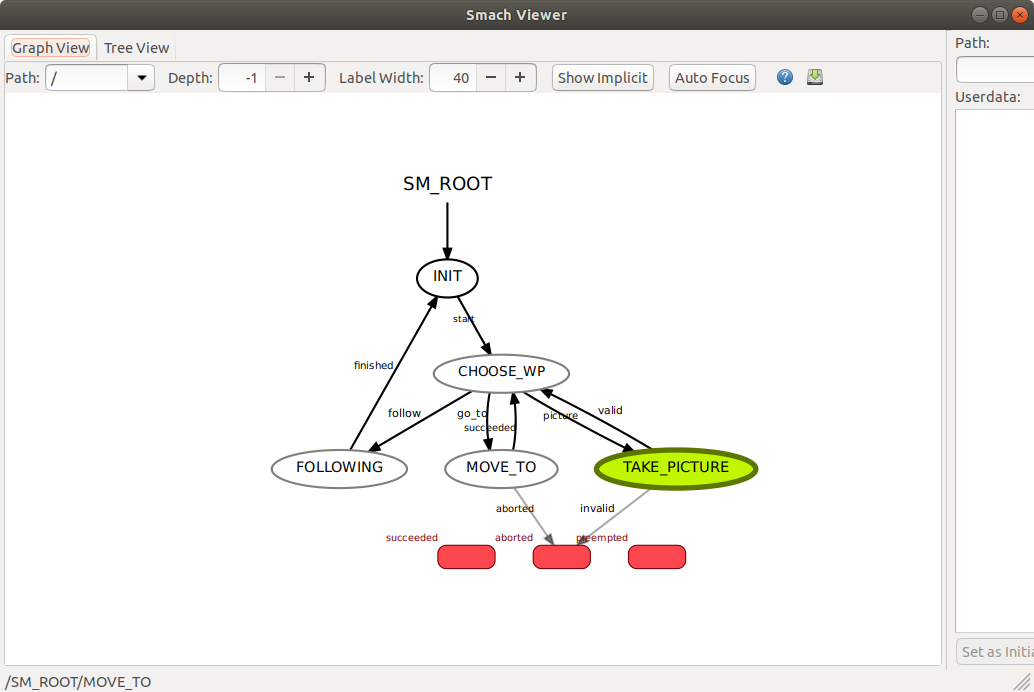 Smach Viewer
Graph View Tree View
Path: / Depth: -1 − + Label Width: 40 − + Show Implicit Auto Focus ?
Path:
Userdata:
SM_ROOT
INIT
start
finished
CHOOSE_WP
follow go_to picture valid
succeeded
FOLLOWING MOVE_TO TAKE_PICTURE
aborted invalid
succeeded aborted preempted
Set as Initia
/SM_ROOT/MOVE_TO